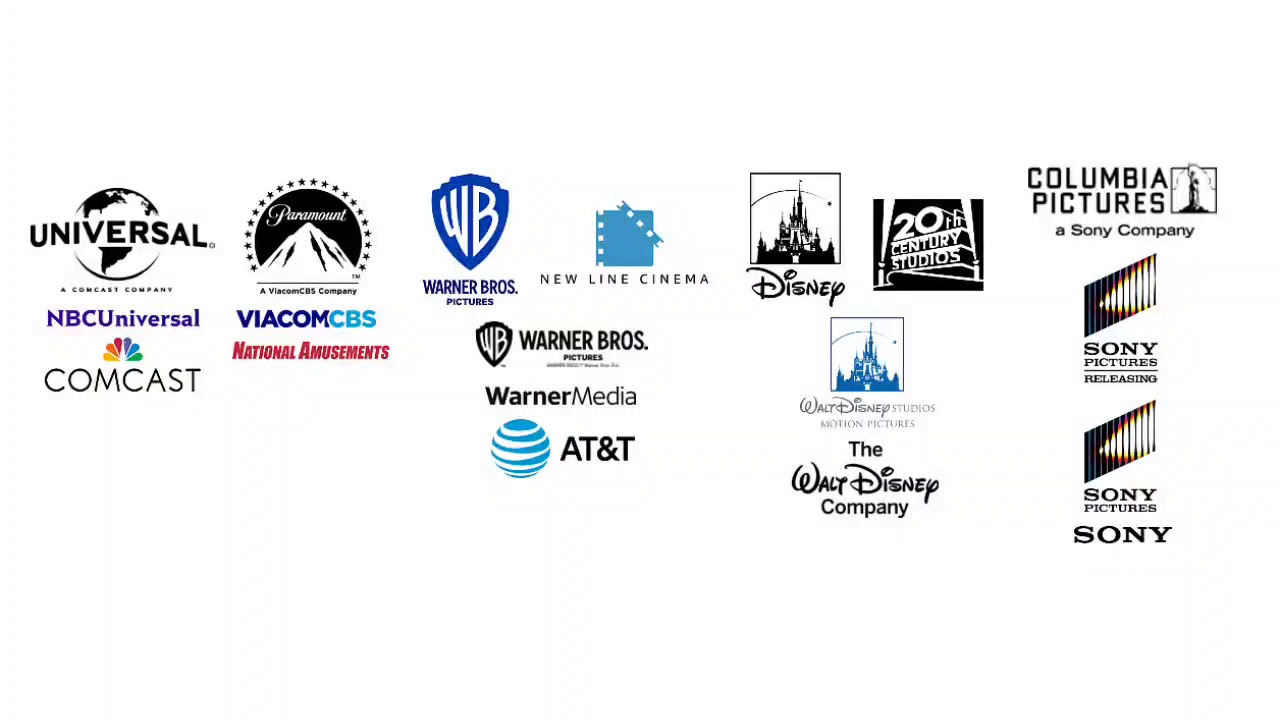 UNIVERSAL
A COMCAST COMPANY
NBCUniversal
COMCAST
Paramount
TM
A ViacomCBS Company
VIACOMCBS
NATIONAL AMUSEMENTS
WB
WARNER BROS.
PICTURES
NEW LINE CINEMA
WB
WARNER BROS.
PICTURES
WarnerMedia
AT&T
Disney
20th
CENTURY
STUDIOS
WALT DISNEY STUDIOS
MOTION PICTURES
The
WALT DISNEY
Company
COLUMBIA
PICTURES
a Sony Company
SONY
PICTURES
RELEASING
SONY
PICTURES
SONY